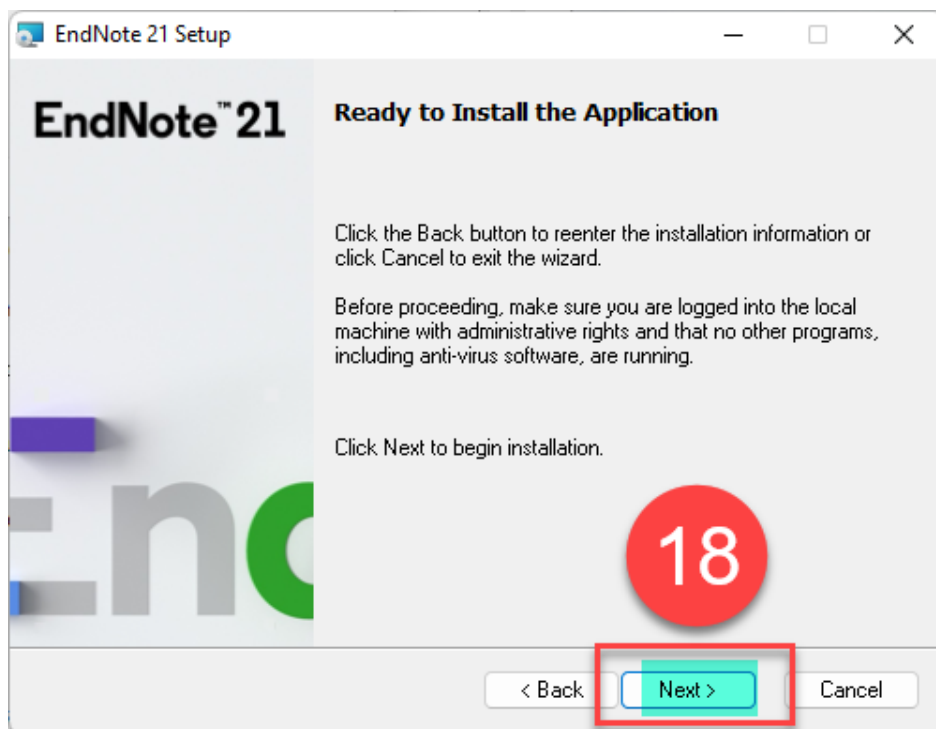 EndNote 21 Setup
EndNote™21
Ready to Install the Application
Click the Back button to reenter the installation information or
click Cancel to exit the wizard.
Before proceeding, make sure you are logged into the local
machine with administrative rights and that no other programs,
including anti-virus software, are running.
Click Next to begin installation.
18
< Back
Next >
Cancel